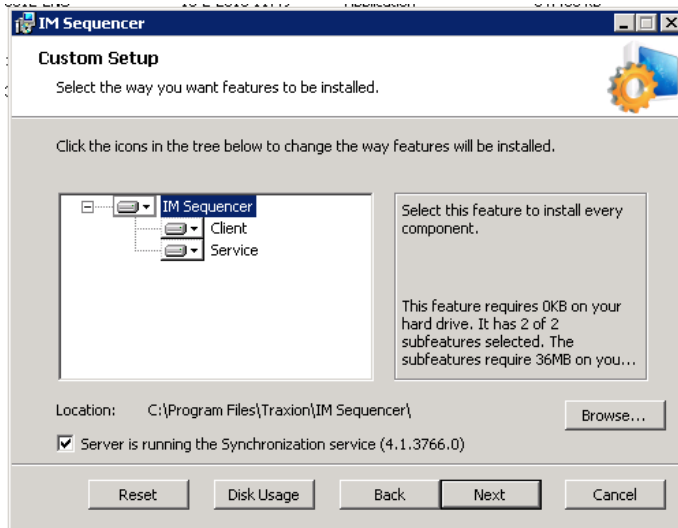 IM Sequencer
Custom Setup
Select the way you want features to be installed.
Click the icons in the tree below to change the way features will be installed.
IM Sequencer
Client
Service
Select this feature to install every
component.
This feature requires 0KB on your
hard drive. It has 2 of 2
subfeatures selected. The
subfeatures require 36MB on you...
Location: C:\Program Files\Traxion\IM Sequencer\
Browse...
Server is running the Synchronization service (4.1.3766.0)
Reset Disk Usage Back Next Cancel